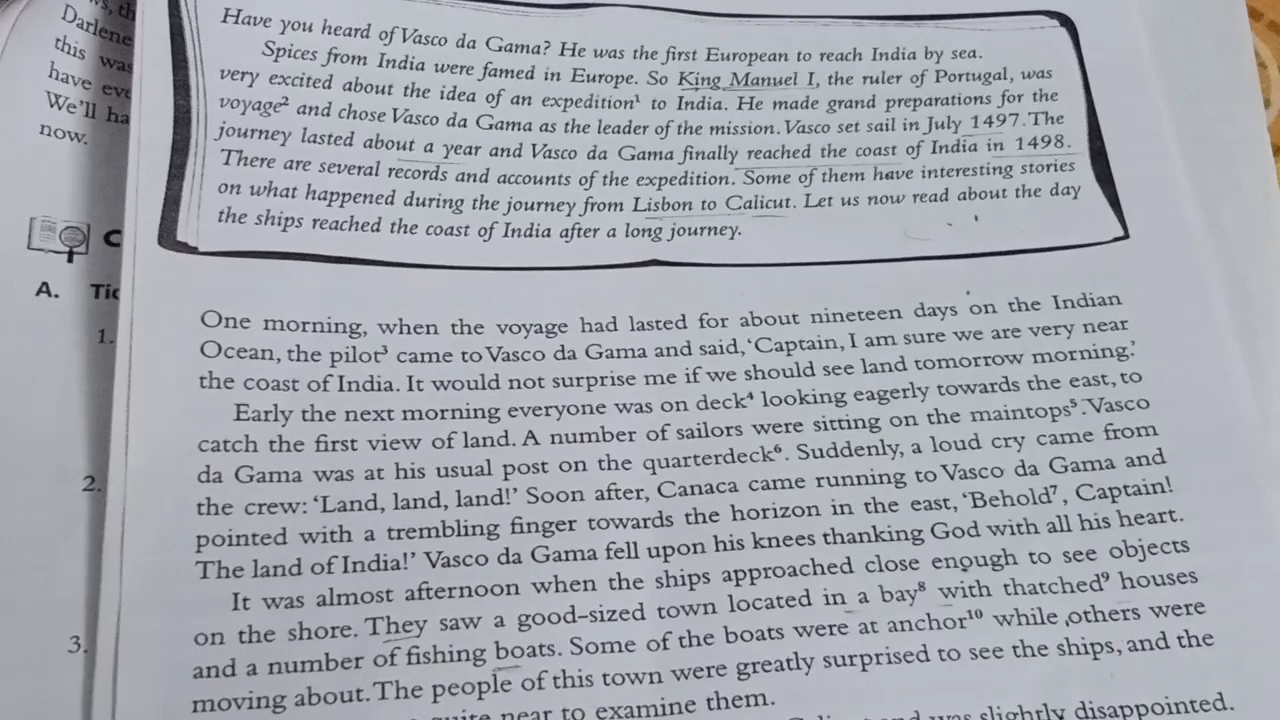 Darlene
this was
have eve
We'll ha
now.
C
A. Tic
1.
2.
3.
Have you heard of Vasco da Gama? He was the first European to reach India by sea.
Spices from India were famed in Europe. So King Manuel I, the ruler of Portugal, was
very excited about the idea of an expedition¹ to India. He made grand preparations for the
voyage² and chose Vasco da Gama as the leader of the mission. Vasco set sail in July 1497. The
journey lasted about a year and Vasco da Gama finally reached the coast of India in 1498.
There are several records and accounts of the expedition. Some of them have interesting stories
on what happened during the journey from Lisbon to Calicut. Let us now read about the day
the ships reached the coast of India after a long journey.
One morning, when the voyage had lasted for about nineteen days on the Indian
Ocean, the pilot³ came to Vasco da Gama and said, 'Captain, I am sure we are very near
the coast of India. It would not surprise me if we should see land tomorrow morning.'
Early the next morning everyone was on deck⁴ looking eagerly towards the east, to
catch the first view of land. A number of sailors were sitting on the maintops⁵. Vasco
da Gama was at his usual post on the quarterdeck⁶. Suddenly, a loud cry came from
the crew: 'Land, land, land!' Soon after, Canaca came running to Vasco da Gama and
pointed with a trembling finger towards the horizon in the east, 'Behold⁷, Captain!
The land of India!' Vasco da Gama fell upon his knees thanking God with all his heart.
It was almost afternoon when the ships approached close enough to see objects
on the shore. They saw a good-sized town located in a bay⁸ with thatched⁹ houses
and a number of fishing boats. Some of the boats were at anchor¹⁰ while others were
moving about. The people of this town were greatly surprised to see the ships, and the
near to examine them.
was slightly disappointed.